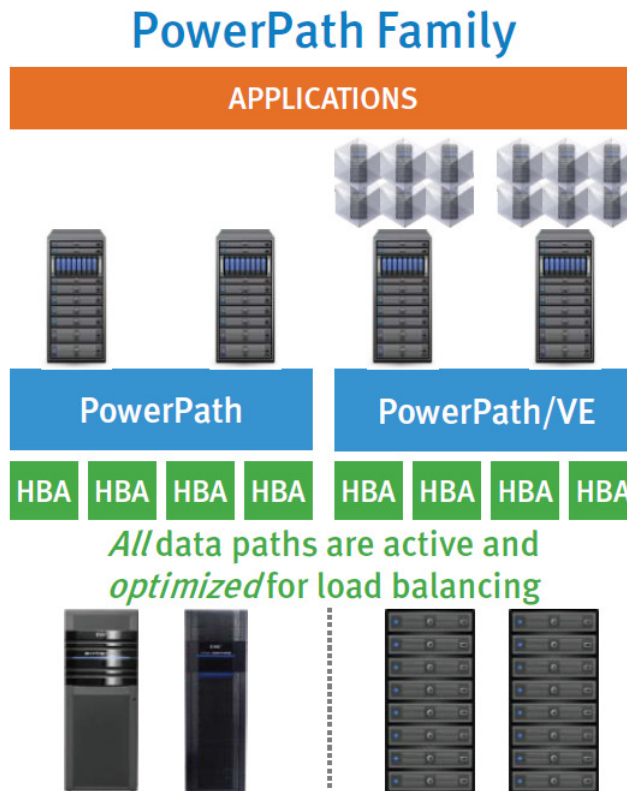 PowerPath Family
APPLICATIONS
PowerPath
PowerPath/VE
HBA HBA HBA HBA
HBA HBA HBA HBA
All data paths are active and
optimized for load balancing